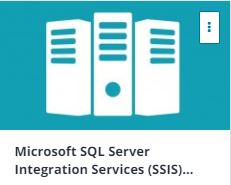 Microsoft SQL Server
Integration Services (SSIS)...